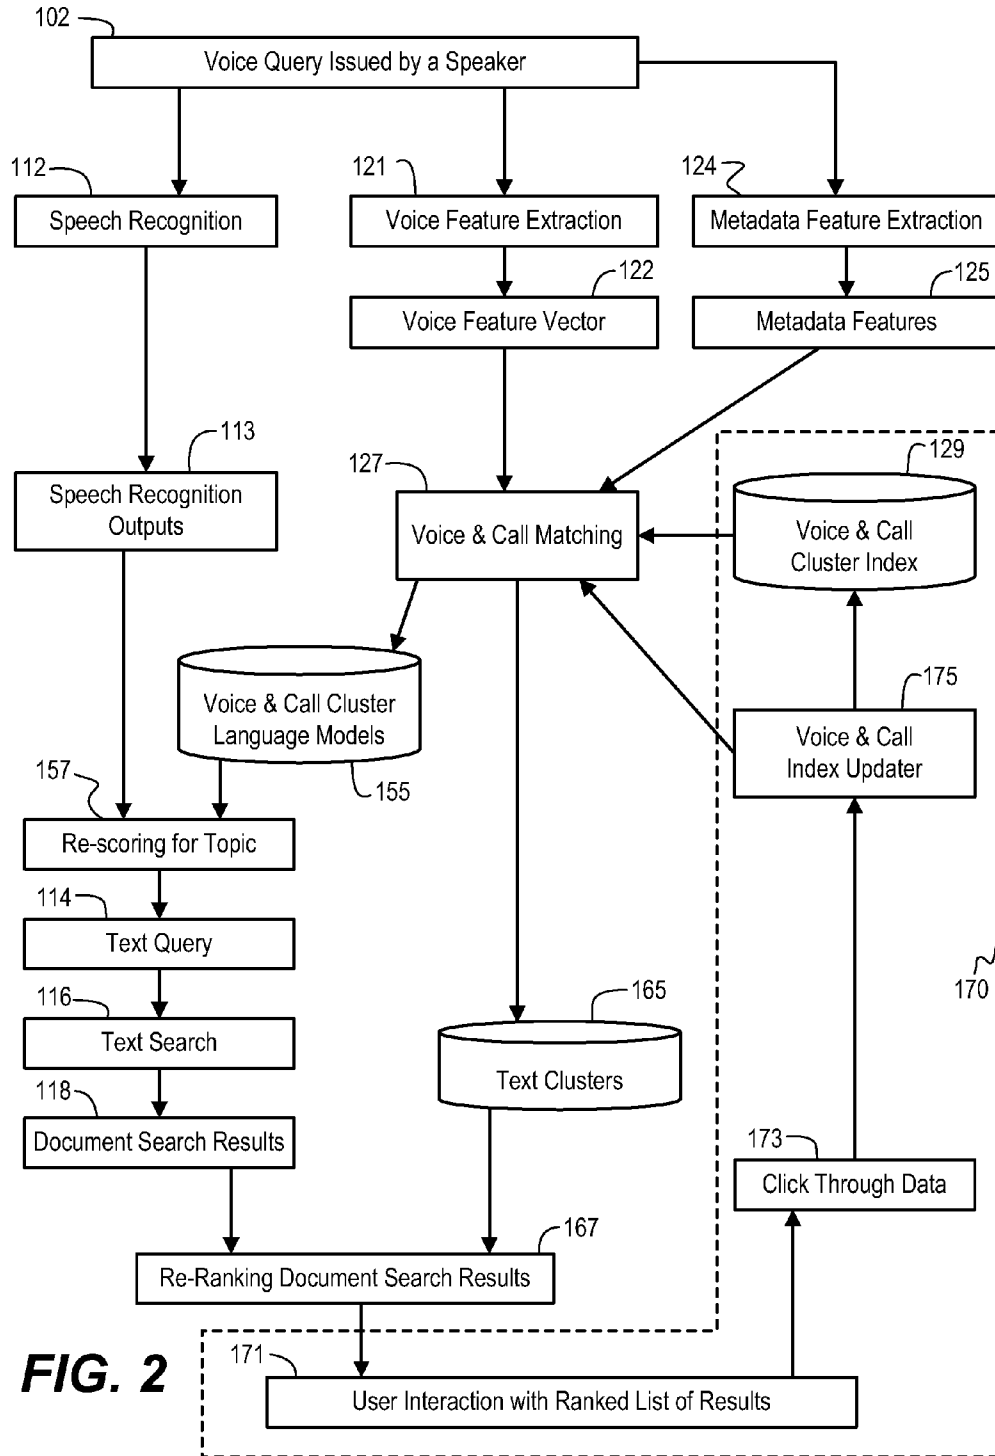 102
Voice Query Issued by a Speaker
112
121
124
Speech Recognition
Voice Feature Extraction
Metadata Feature Extraction
122
125
Voice Feature Vector
Metadata Features
113
127
129
Speech Recognition
Outputs
Voice & Call Matching
Voice & Call
Cluster Index
Voice & Call Cluster
Language Models
175
Voice & Call
Index Updater
157
155
Re-scoring for Topic
114
Text Query
170
116
165
Text Search
Text Clusters
118
Document Search Results
173
Click Through Data
167
Re-Ranking Document Search Results
FIG. 2
171
User Interaction with Ranked List of Results